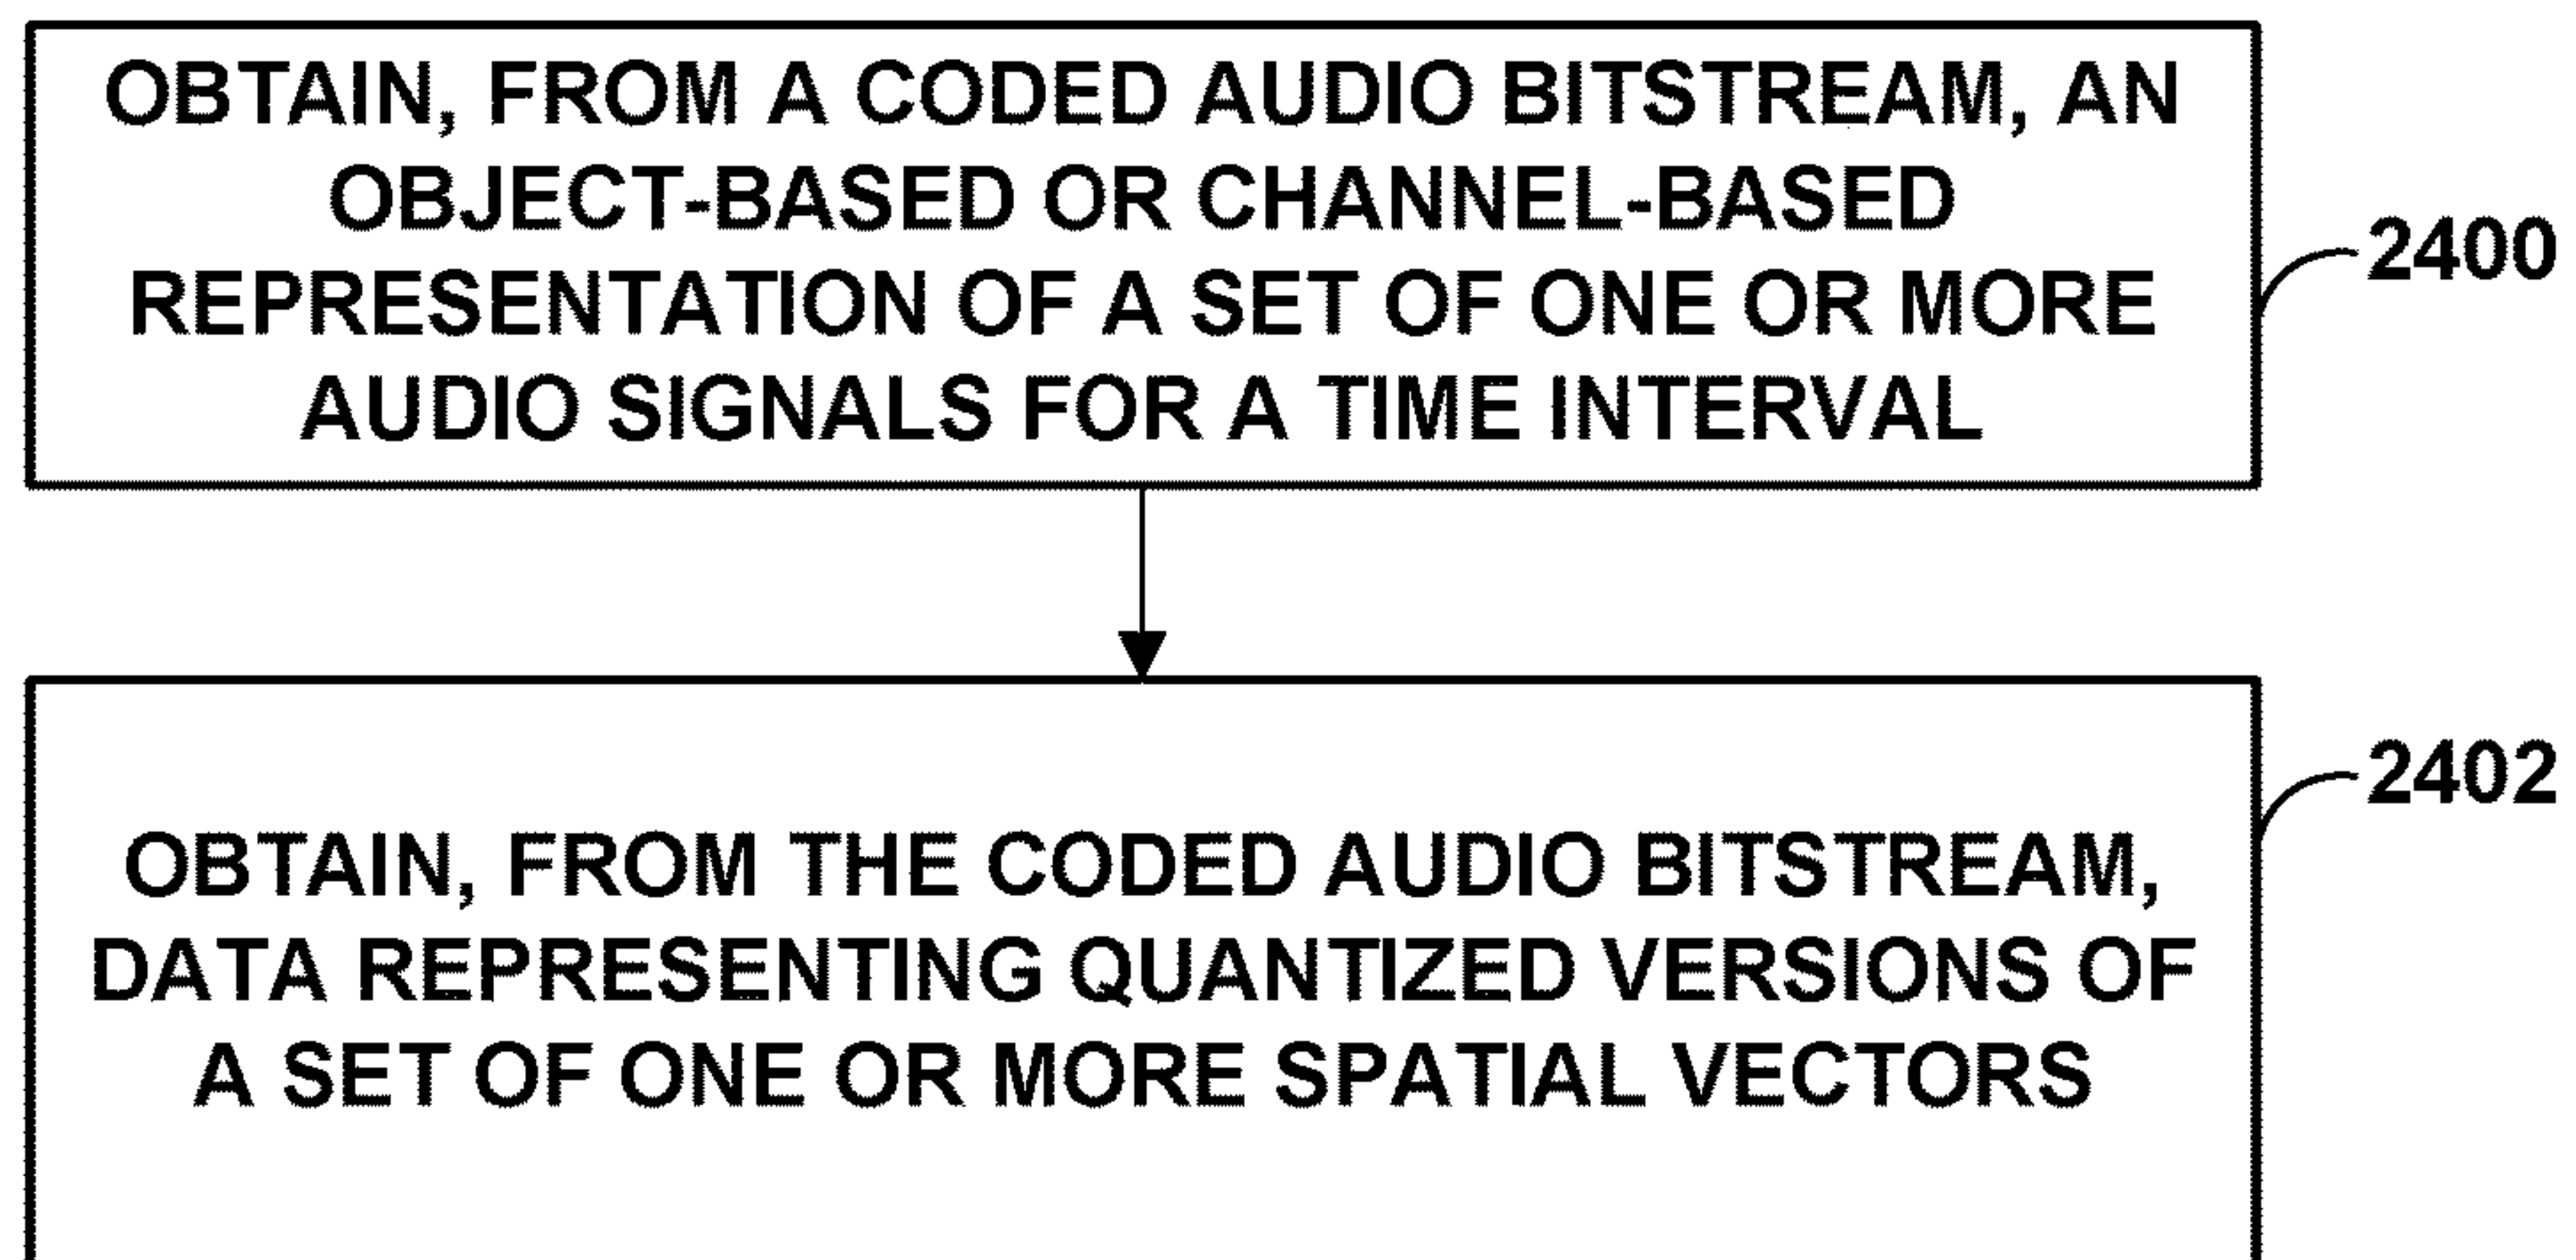 OBTAIN, FROM A CODED AUDIO BITSTREAM, AN
OBJECT-BASED OR CHANNEL-BASED
REPRESENTATION OF A SET OF ONE OR MORE
AUDIO SIGNALS FOR A TIME INTERVAL
2400
OBTAIN, FROM THE CODED AUDIO BITSTREAM,
DATA REPRESENTING QUANTIZED VERSIONS OF
A SET OF ONE OR MORE SPATIAL VECTORS
2402